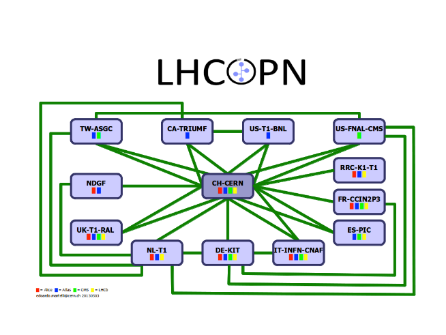 LHCOPN
TW-ASGC
CA-TRIUMF
US-T1-BNL
US-FNAL-CMS
RRC-K1-T1
NDGF
CH-CERN
FR-CCIN2P3
UK-T1-RAL
ES-PIC
NL-T1
DE-KIT
IT-INFN-CNAF